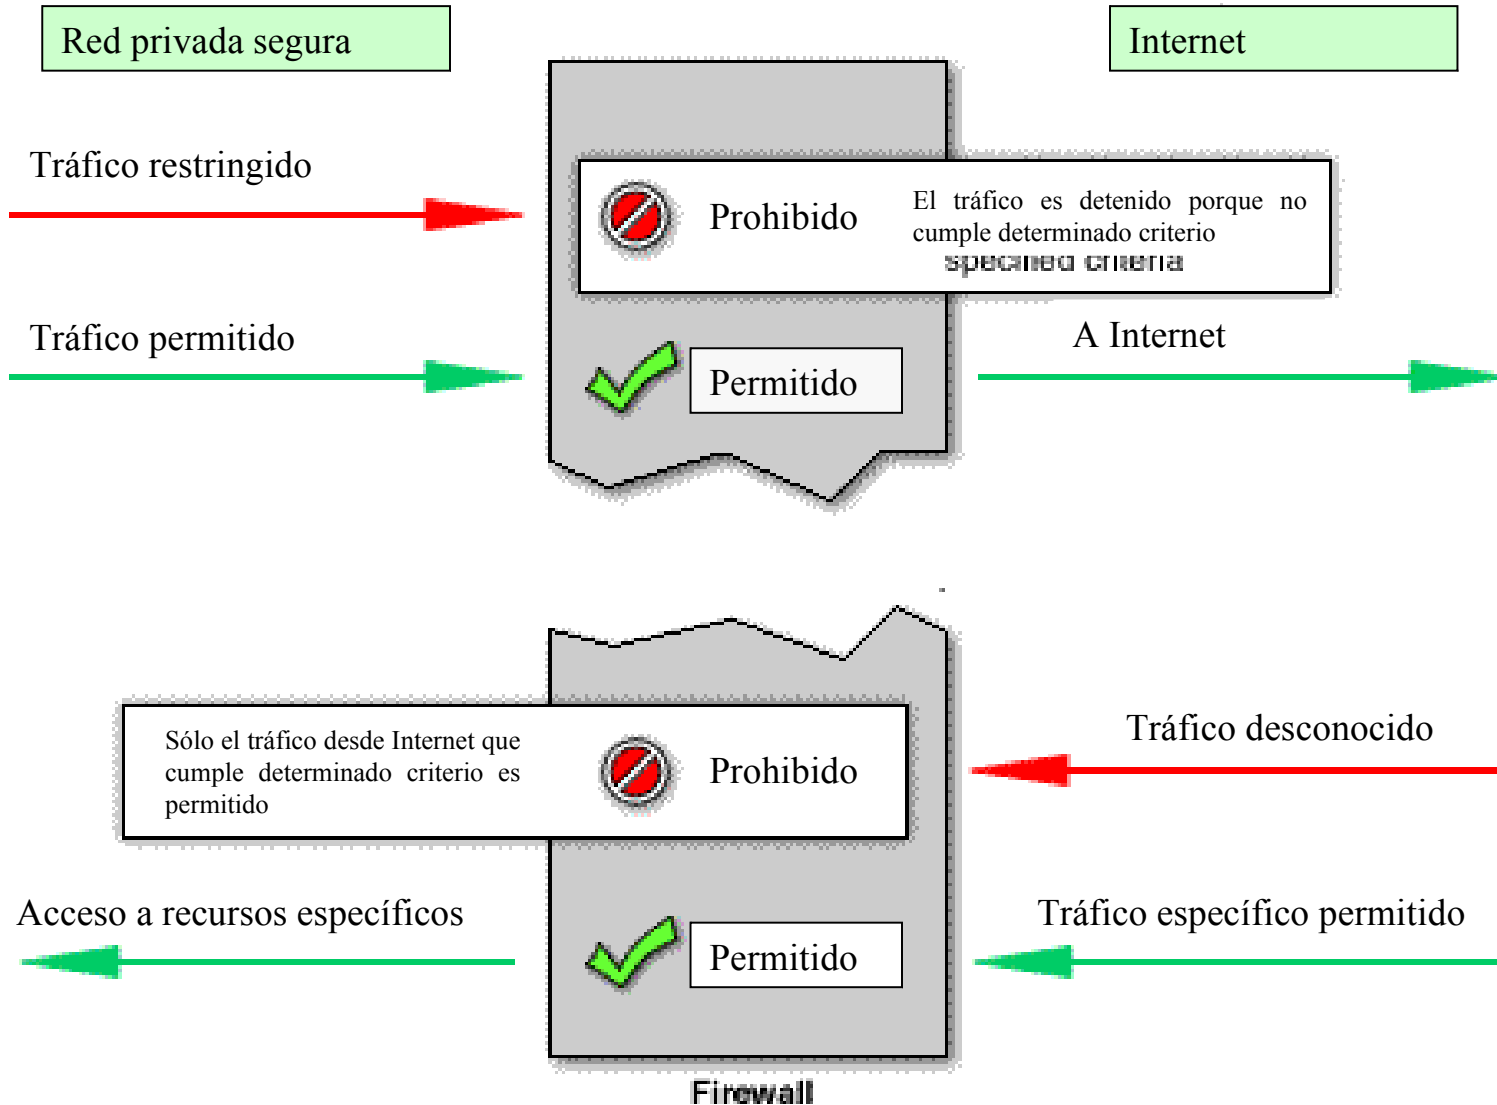 Red privada segura
Internet
Tráfico restringido
Prohibido
El tráfico es detenido porque no
cumple determinado criterio
specified criteria
Tráfico permitido
Permitido
A Internet
Sólo el tráfico desde Internet que
cumple determinado criterio es
permitido
Prohibido
Tráfico desconocido
Acceso a recursos específicos
Permitido
Tráfico específico permitido
Firewall